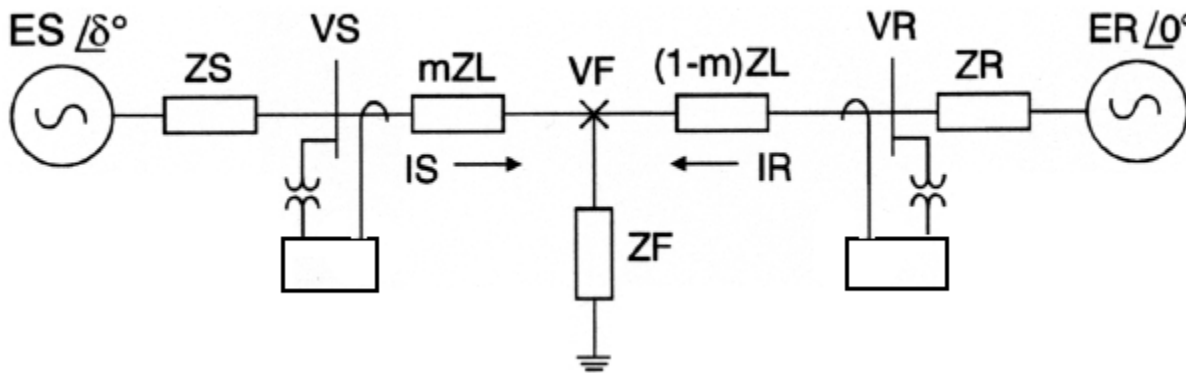 ES /δ° VS VF VR ER /0°
ZS mZL (1-m)ZL ZR
IS IR
ZF